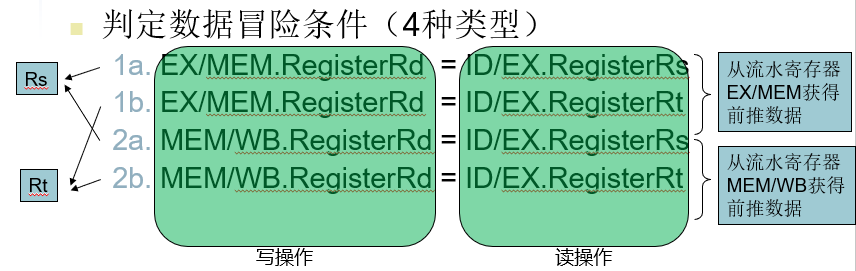 判定数据冒险条件（4种类型）
1a. EX/MEM.RegisterRd = ID/EX.RegisterRs
1b. EX/MEM.RegisterRd = ID/EX.RegisterRt
2a. MEM/WB.RegisterRd = ID/EX.RegisterRs
2b. MEM/WB.RegisterRd = ID/EX.RegisterRt
Rs
Rt
从流水寄存器
EX/MEM获得
前推数据
从流水寄存器
MEM/WB获得
前推数据
写操作
读操作